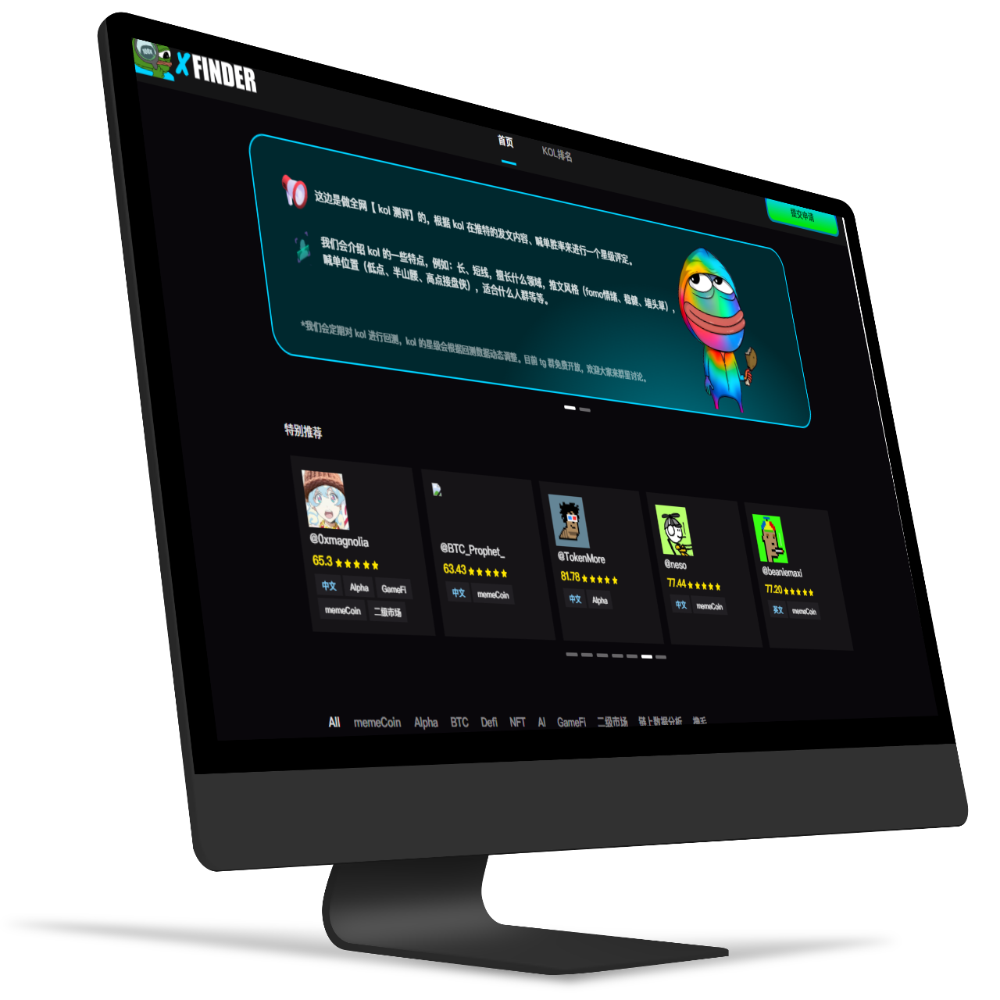 X FINDER
首页
KOL排名
提交申请
这边是做全网【 kol 测评】的，根据 kol 在推特的发文内容、喊单胜率来进行一个星级评定。
我们会介绍 kol 的一些特点，例如：长、短线，擅长什么领域，推文风格（fomo情绪、稳健、墙头草），
喊单位置（低点、半山腰、高点接盘侠），适合什么人群等等。
*我们会定期对 kol 进行回测，kol 的星级会根据回测数据动态调整。目前 tg 群免费开放，欢迎大家来群里讨论。
特别推荐
@0xmagnolia
65.3 ★★★★★
中文 Alpha GameFi
memeCoin 二级市场
@BTC_Prophet_
63.43 ★★★★★
中文 memeCoin
@TokenMore
81.78 ★★★★★
中文 Alpha
@neso
77.44 ★★★★★
中文 memeCoin
@beaniemaxi
77.20 ★★★★★
英文 memeCoin
All memeCoin Alpha BTC Defi NFT AI GameFi 二级市场 链上数据分析 撸毛